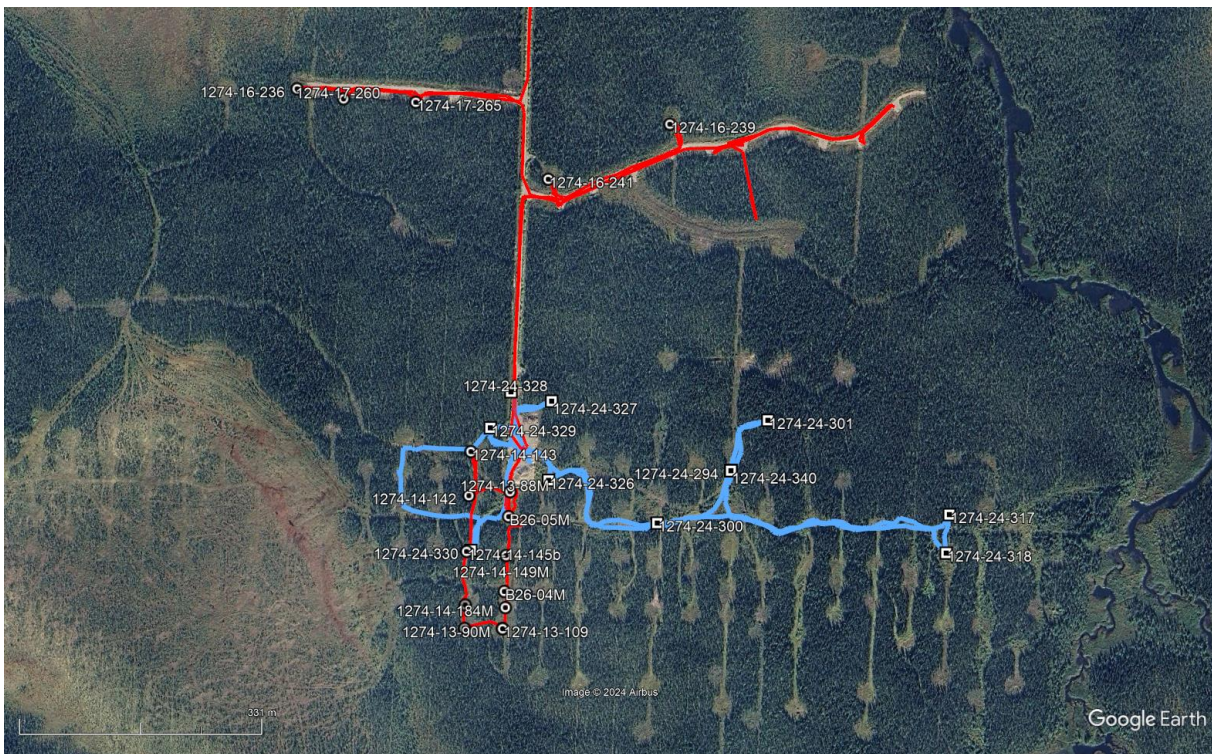 1274-16-236
1274-17-260
1274-17-265
1274-16-239
1274-16-241
1274-24-328
1274-24-327
1274-24-329
1274-24-301
1274-14-143
1274-24-294
1274-24-340
1274-13-88M
1274-24-326
1274-14-142
B26-05M
1274-24-300
1274-24-317
1274-24-330
1274-14-145b
1274-24-318
1274-14-149M
B26-04M
1274-14-184M
1274-13-90M
1274-13-109
Image © 2024 Airbus
331 m
Google Earth